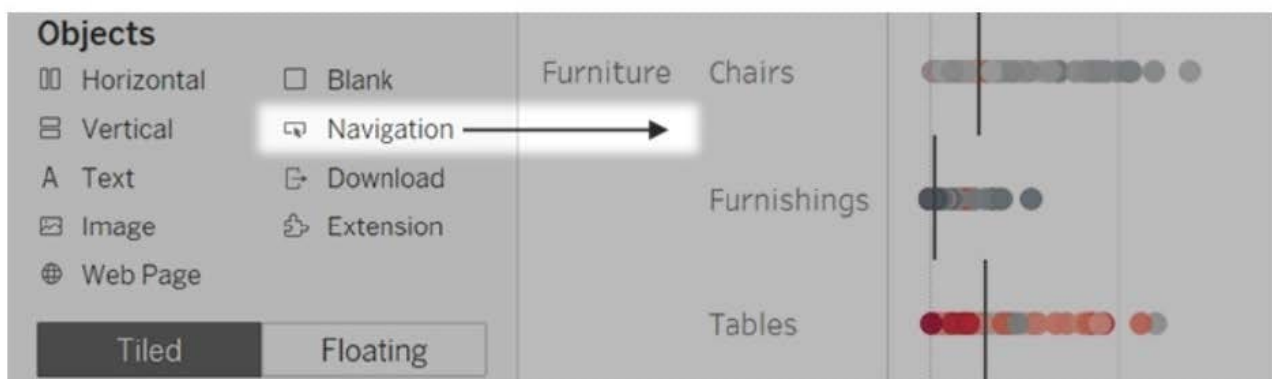 Objects
Horizontal
Blank
Vertical
Navigation
Text
Download
Image
Extension
Web Page
Tiled
Floating
Furniture
Chairs
Furnishings
Tables